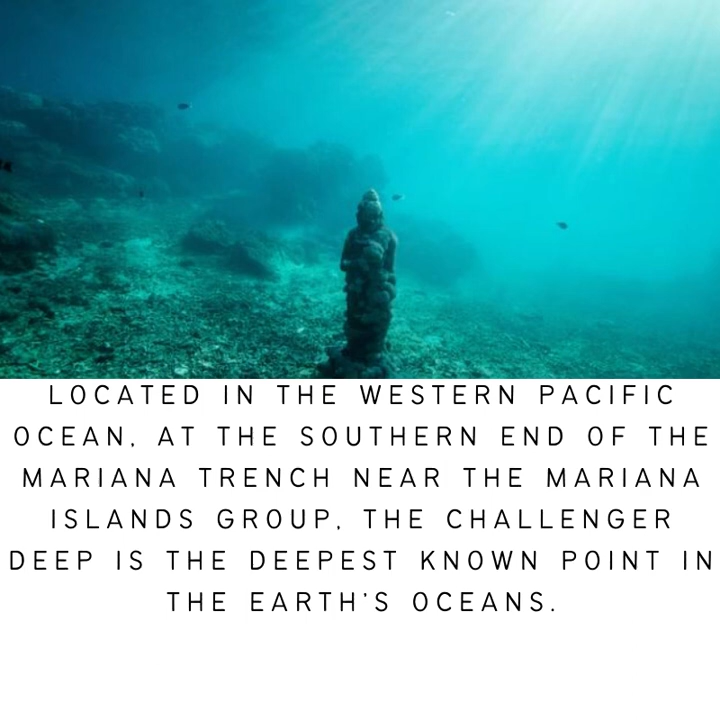 LOCATED IN THE WESTERN PACIFIC
OCEAN, AT THE SOUTHERN END OF THE
MARIANA TRENCH NEAR THE MARIANA
ISLANDS GROUP, THE CHALLENGER
DEEP IS THE DEEPEST KNOWN POINT IN
THE EARTH'S OCEANS.